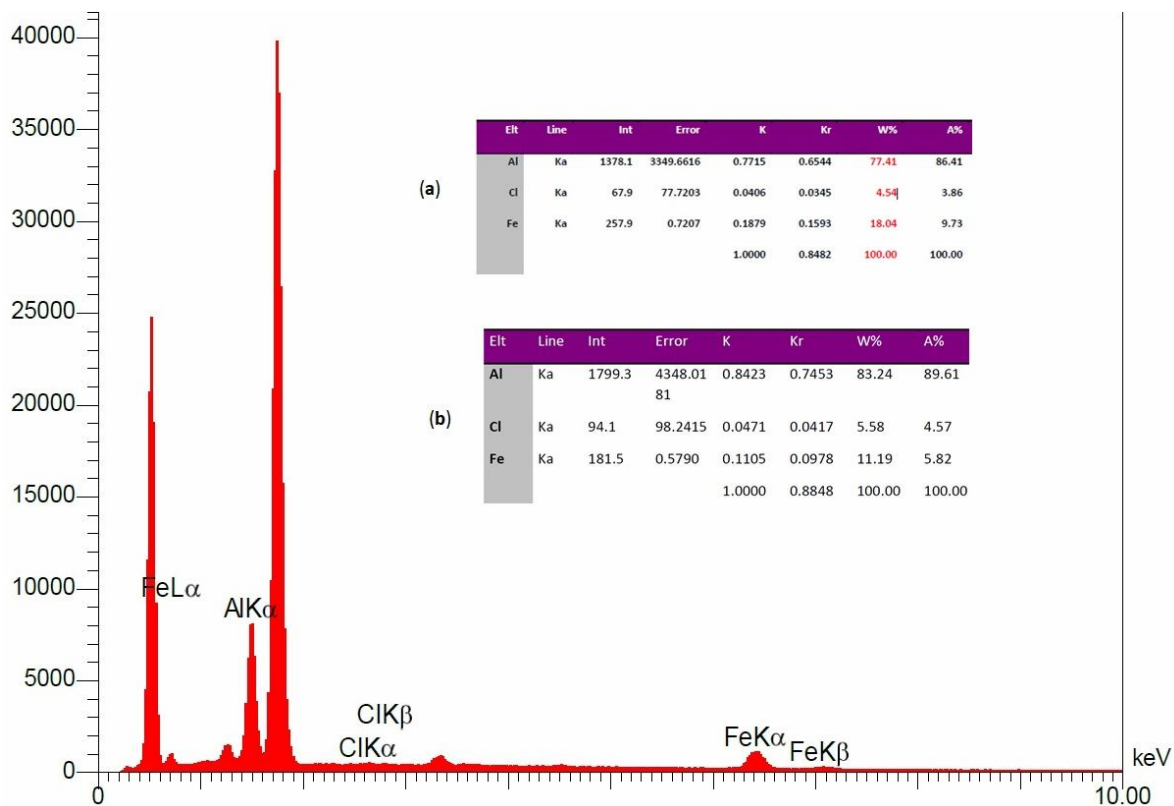 40000
35000
30000
25000
20000
15000
10000
5000
0
(a)
Elt Line Int Error K Kr W% A%
Al Ka 1378.1 3349.6616 0.7715 0.6544 77.41 86.41
Cl Ka 67.9 77.7203 0.0406 0.0345 4.54 3.86
Fe Ka 257.9 0.7207 0.1879 0.1593 18.04 9.73
1.0000 0.8482 100.00 100.00
(b)
Elt Line Int Error K Kr W% A%
Al Ka 1799.3 4348.01 0.8423 0.7453 83.24 89.61
81
Cl Ka 94.1 98.2415 0.0471 0.0417 5.58 4.57
Fe Ka 181.5 0.5790 0.1105 0.0978 11.19 5.82
1.0000 0.8848 100.00 100.00
FeLα
AlKα
ClKβ
ClKα
FeKα
FeKβ
keV
0
10.00